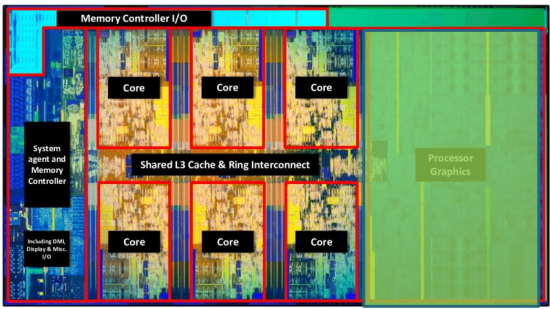 Memory Controller I/O
Core
Core
Core
System
agent and
Memory
Controller
Shared L3 Cache & Ring Interconnect
Processor
Graphics
Including DMI,
Display & Misc.
I/O
Core
Core
Core